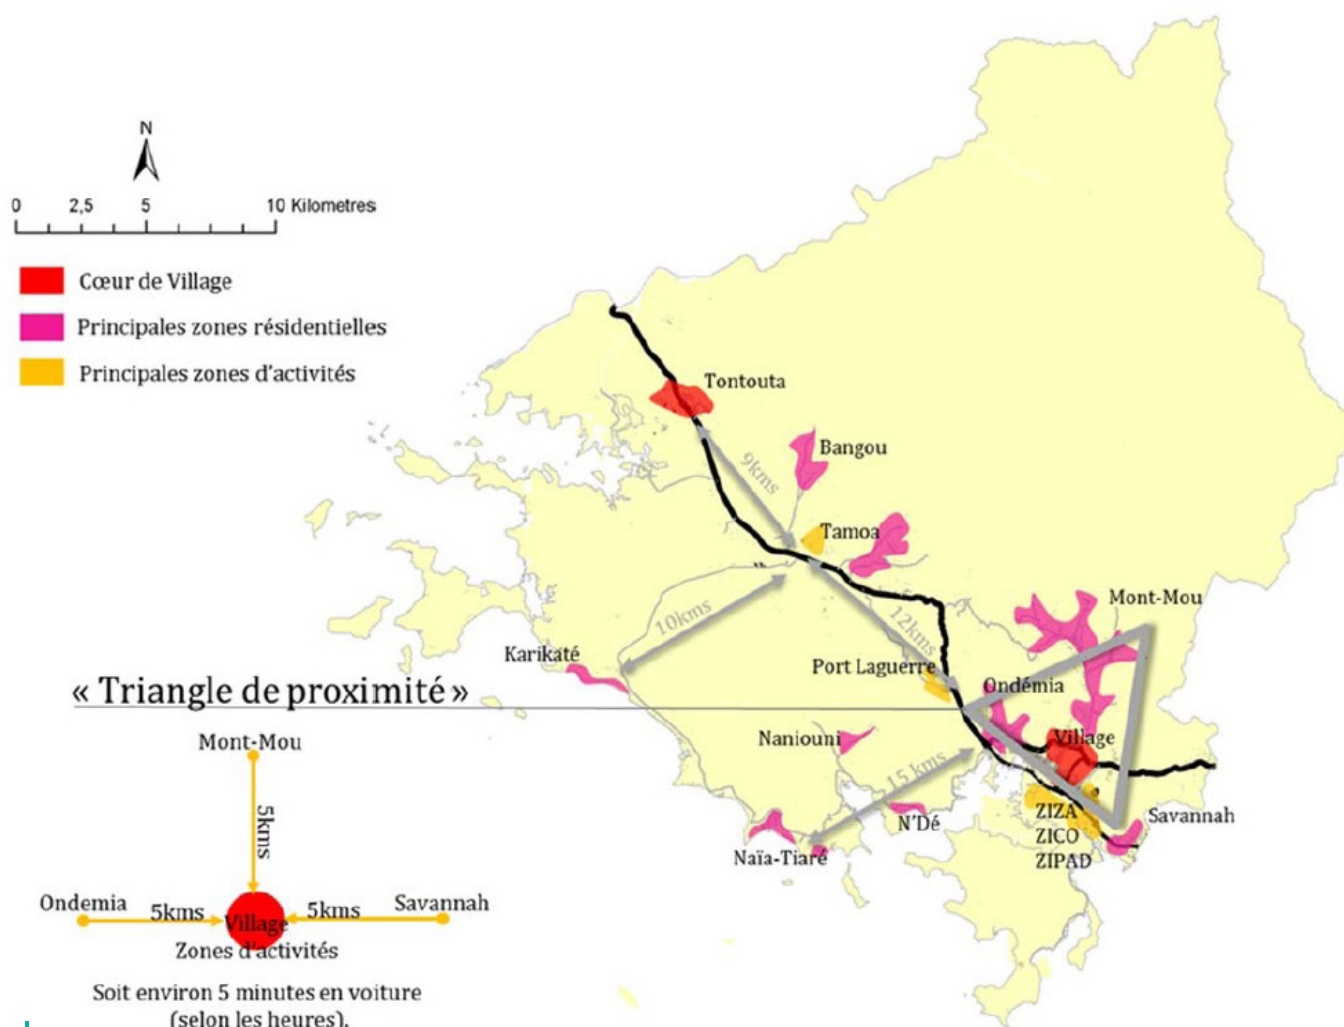 N
0 2,5 5 10 Kilometres
Cœur de Village
Principales zones résidentielles
Principales zones d'activités
Tontouta
Bangou
9kms
Tamoa
Mont-Mou
10kms
12kms
Karikaté
Port Laguerre
Ondémia
« Triangle de proximité »
Naniouni
Village
15 kms
ZIZA
ZICO
ZIPAD
Savannah
N'Dé
Naïa-Tiaré
Mont-Mou
5kms
Ondemia
5kms
Village
5kms
Savannah
Zones d'activités
Soit environ 5 minutes en voiture
(selon les heures).